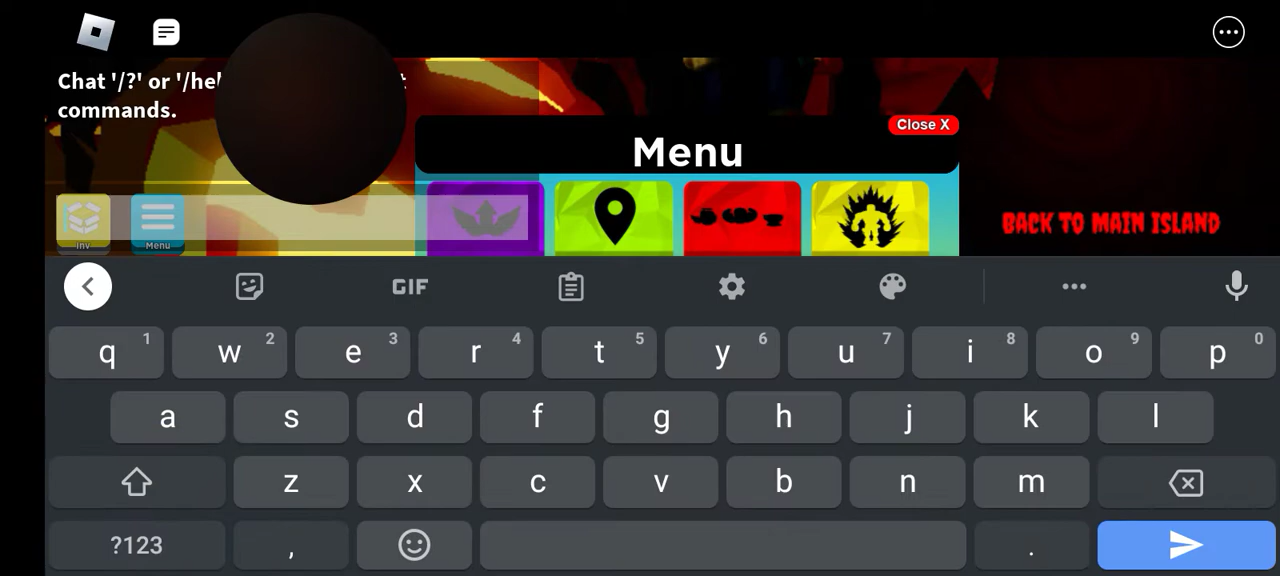 Chat '/?' or '/hel
commands.
Close X
Menu
Inv
Menu
BACK TO MAIN ISLAND
GIF
q 1 w 2 e 3 r 4 t 5 y 6 u 7 i 8 o 9 p 0
a s d f g h j k l
z x c v b n m
?123 , .